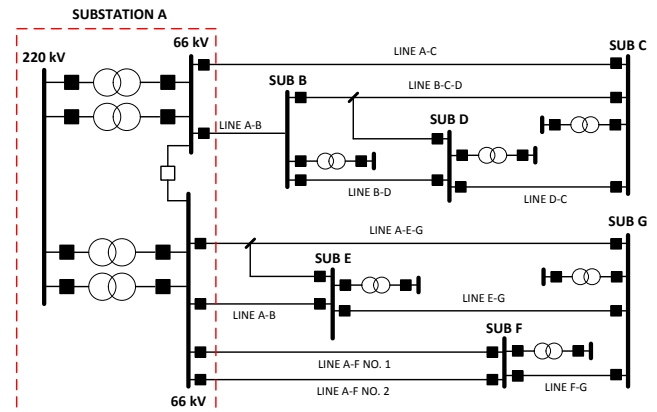 SUBSTATION A
66 kV
SUB C
220 kV
LINE A-C
SUB B
LINE B-C-D
SUB D
LINE A-B
LINE B-D
LINE D-C
SUB G
LINE A-E-G
SUB E
LINE A-B
LINE E-G
SUB F
LINE A-F NO. 1
LINE A-F NO. 2
LINE F-G
66 kV